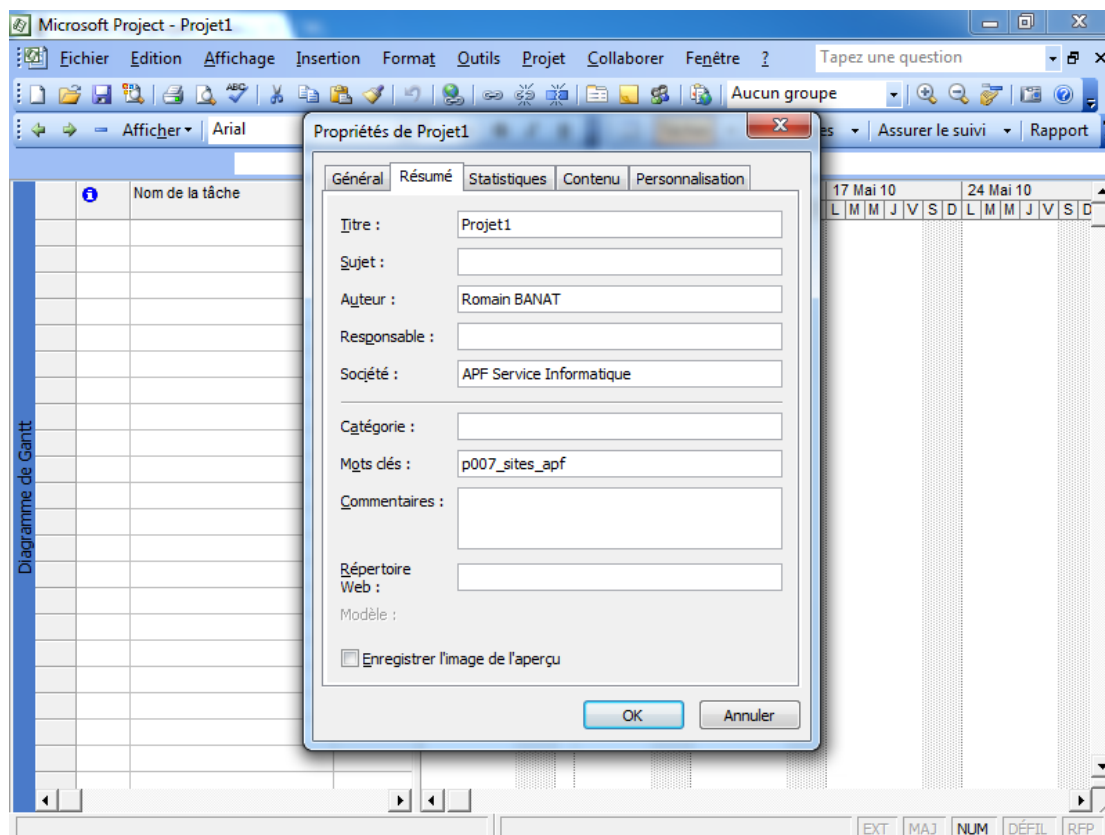 Microsoft Project - Projet1
Fichier Edition Affichage Insertion Format Outils Projet Collaborer Fenêtre ? Tapez une question
ABC Aucun groupe
Afficher Arial es Assurer le suivi Rapport
Propriétés de Projet1
Général Résumé Statistiques Contenu Personnalisation
Nom de la tâche
17 Mai 10 24 Mai 10
L M M J V S D L M M J V S D
Titre : Projet1
Sujet :
Auteur : Romain BANAT
Responsable :
Société : APF Service Informatique
Catégorie :
Mots clés : p007_sites_apf
Commentaires :
Répertoire
Web :
Modèle :
Enregistrer l'image de l'aperçu
OK Annuler
Diagramme de Gantt
EXT MAJ NUM DÉFIL RFP